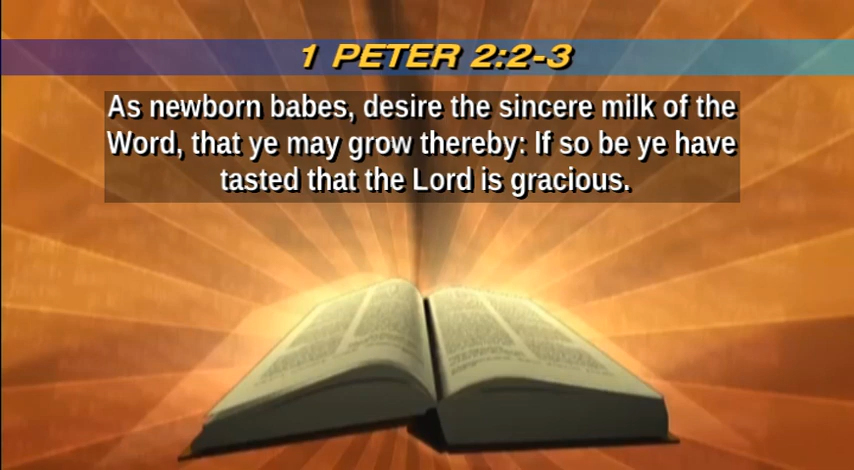 1 PETER 2:2-3
As newborn babes, desire the sincere milk of the
Word, that ye may grow thereby: If so be ye have
tasted that the Lord is gracious.